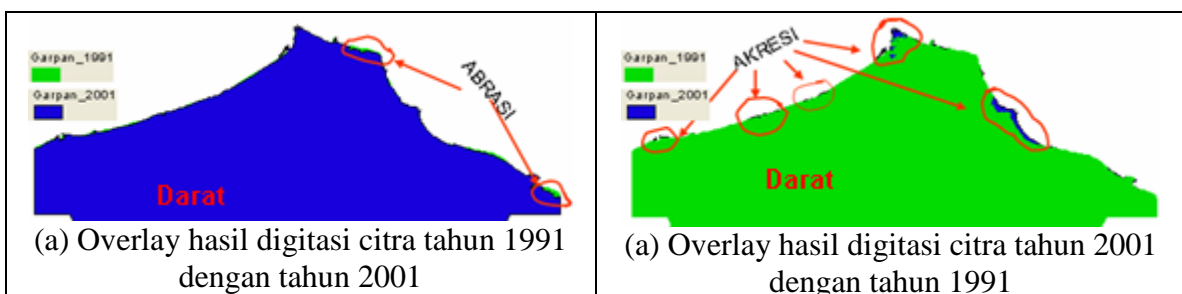 Garpan_1991
Garpan_2001
ABRASI
Darat
(a) Overlay hasil digitasi citra tahun 1991
dengan tahun 2001
Garpan_1991
Garpan_2001
AKRESI
Darat
(a) Overlay hasil digitasi citra tahun 2001
dengan tahun 1991